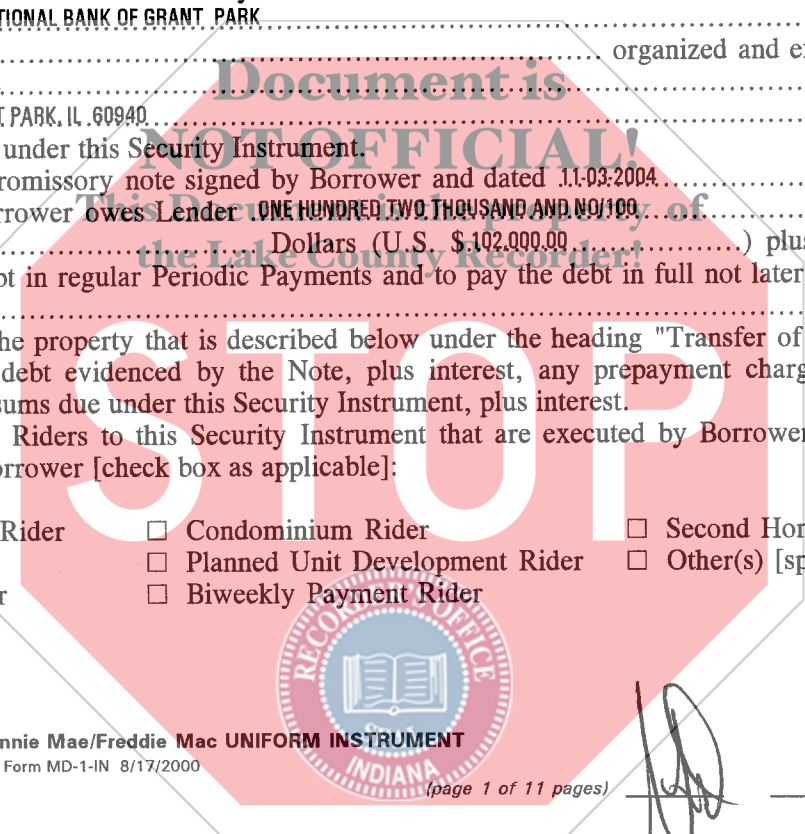 TIONAL BANK OF GRANT PARK
organized and e
Document is
T PARK, IL 60940
NOT OFFICIAL!
under this Security Instrument.
romissory note signed by Borrower and dated 11-03-2004
This Document is the property of
rrower owes Lender ONE HUNDRED TWO THOUSAND AND NO/100
Dollars (U.S. $ 102,000.00 ) plus
the Lake County Recorder!
bt in regular Periodic Payments and to pay the debt in full not later
he property that is described below under the heading "Transfer of
debt evidenced by the Note, plus interest, any prepayment charg
sums due under this Security Instrument, plus interest.
Riders to this Security Instrument that are executed by Borrower
orrower [check box as applicable]:
STOP
Rider □ Condominium Rider □ Second Hom
□ Planned Unit Development Rider □ Other(s) [sp
r □ Biweekly Payment Rider
RECORDER'S OFFICE
SEAL
INDIANA
nnie Mae/Freddie Mac UNIFORM INSTRUMENT
Form MD-1-IN 8/17/2000
(page 1 of 11 pages)